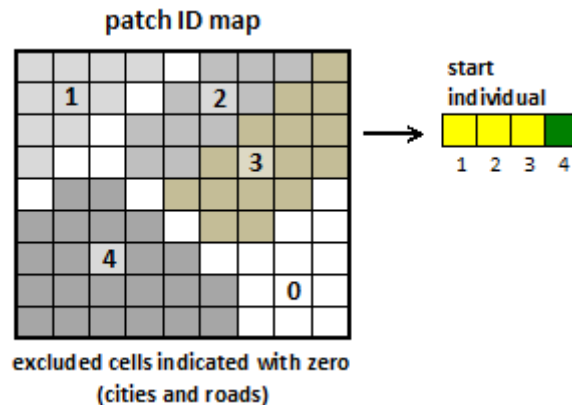 patch ID map
1
2
3
4
0
excluded cells indicated with zero
(cities and roads)
start
individual
1 2 3 4